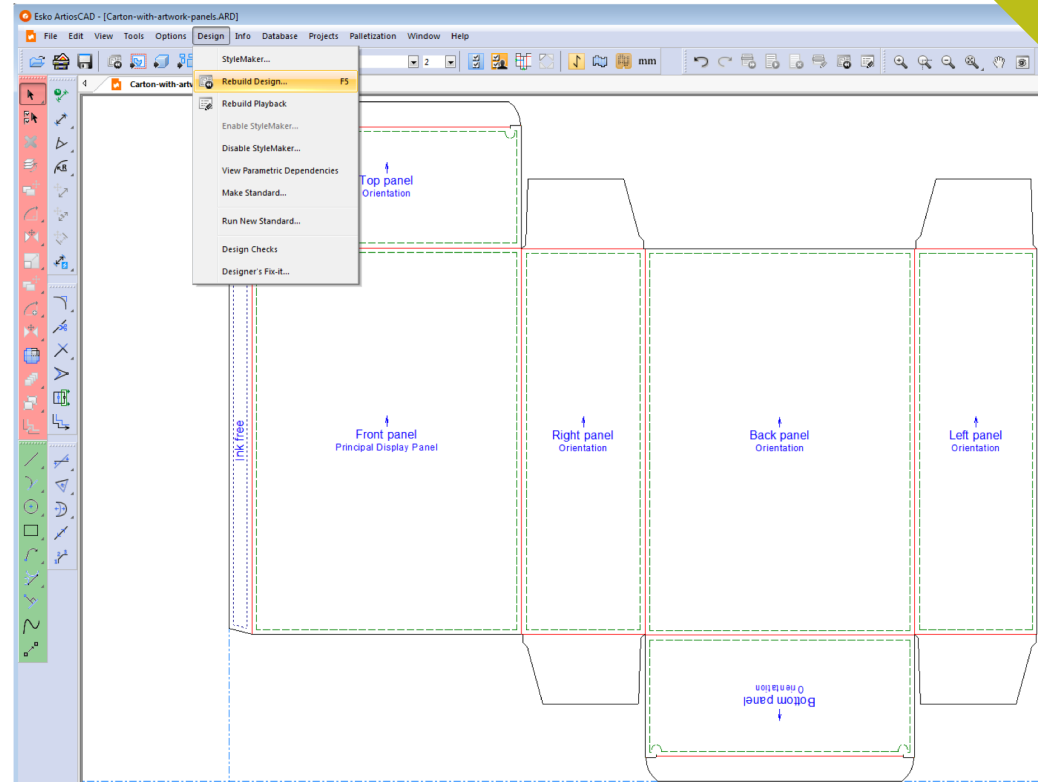 Esko ArtiosCAD - [Carton-with-artwork-panels.ARD]
File Edit View Tools Options Design Info Database Projects Palletization Window Help
2 mm
4 Carton-with-artw
StyleMaker...
Rebuild Design... F5
Rebuild Playback
Enable StyleMaker...
Disable StyleMaker...
View Parametric Dependencies
Make Standard...
Run New Standard...
Design Checks
Designer's Fix-it...
Top panel
Orientation
Ink free
Front panel
Principal Display Panel
Right panel
Orientation
Back panel
Orientation
Left panel
Orientation
Bottom panel
Orientation